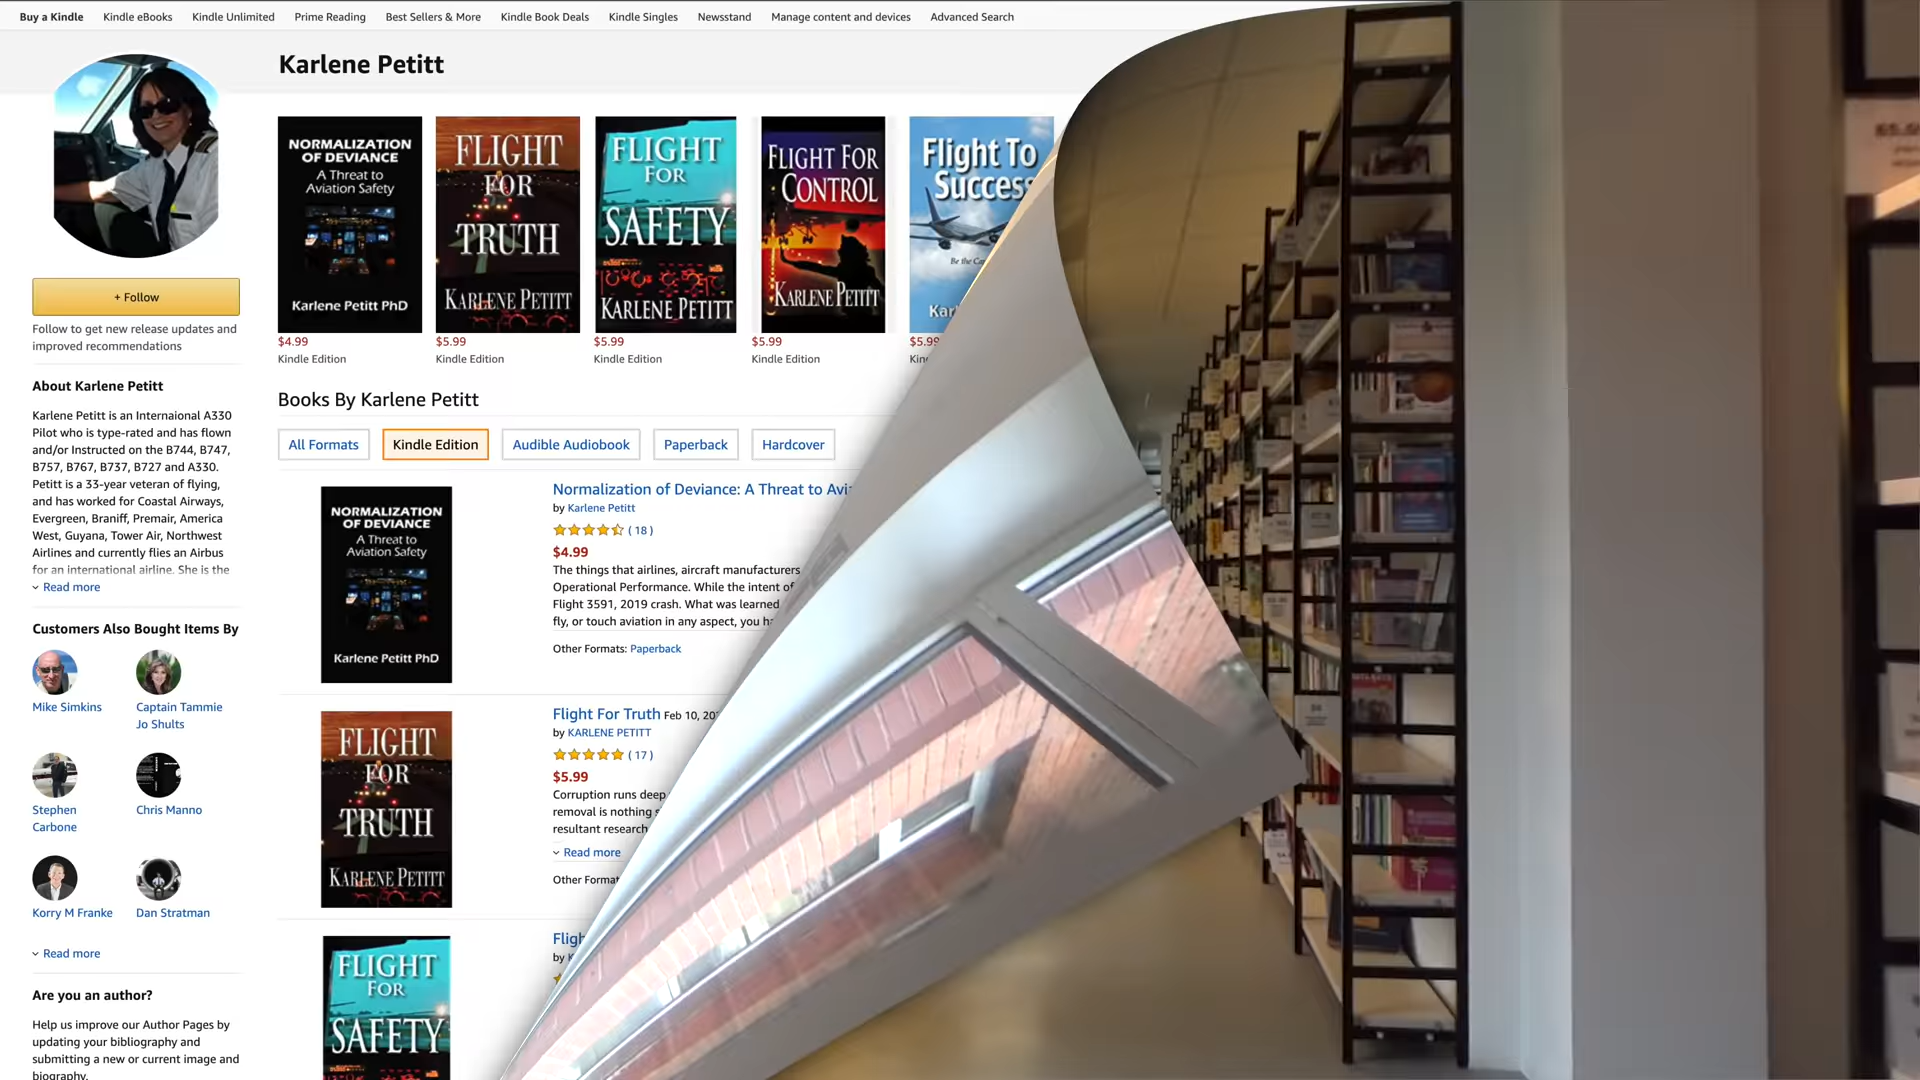 Buy a Kindle Kindle eBooks Kindle Unlimited Prime Reading Best Sellers & More Kindle Book Deals Kindle Singles Newsstand Manage content and devices Advanced Search
Karlene Petitt
NORMALIZATION
OF DEVIANCE
A Threat to
Aviation Safety
Karlene Petitt PhD
FLIGHT
FOR
TRUTH
KARLENE PETITT
FLIGHT
FOR
SAFETY
KARLENE PETITT
FLIGHT FOR
CONTROL
KARLENE PETITT
Flight To
Success
Be the
$4.99
Kindle Edition
$5.99
Kindle Edition
$5.99
Kindle Edition
$5.99
Kindle Edition
$5.99
+ Follow
Follow to get new release updates and
improved recommendations
About Karlene Petitt
Karlene Petitt is an Internaional A330
Pilot who is type-rated and has flown
and/or Instructed on the B744, B747,
B757, B767, B737, B727 and A330.
Petitt is a 33-year veteran of flying,
and has worked for Coastal Airways,
Evergreen, Braniff, Premair, America
West, Guyana, Tower Air, Northwest
Airlines and currently flies an Airbus
for an international airline. She is the
Read more
Customers Also Bought Items By
Mike Simkins
Captain Tammie
Jo Shults
Stephen
Carbone
Chris Manno
Korry M Franke
Dan Stratman
Read more
Are you an author?
Help us improve our Author Pages by
updating your bibliography and
submitting a new or current image and
biography.
Books By Karlene Petitt
All Formats Kindle Edition Audible Audiobook Paperback Hardcover
NORMALIZATION
OF DEVIANCE
A Threat to
Aviation Safety
Karlene Petitt PhD
Normalization of Deviance: A Threat to
by Karlene Petitt
( 18 )
$4.99
The things that airlines, aircraft manufacturers
Operational Performance. While the intent of
Flight 3591, 2019 crash. What was learned
fly, or touch aviation in any aspect, you
Other Formats: Paperback
FLIGHT
FOR
TRUTH
KARLENE PETITT
Flight For Truth Feb 10,
by KARLENE PETITT
( 17 )
$5.99
Corruption runs deep
removal is nothing
resultant research
Read more
Other
FLIGHT
FOR
SAFETY
by